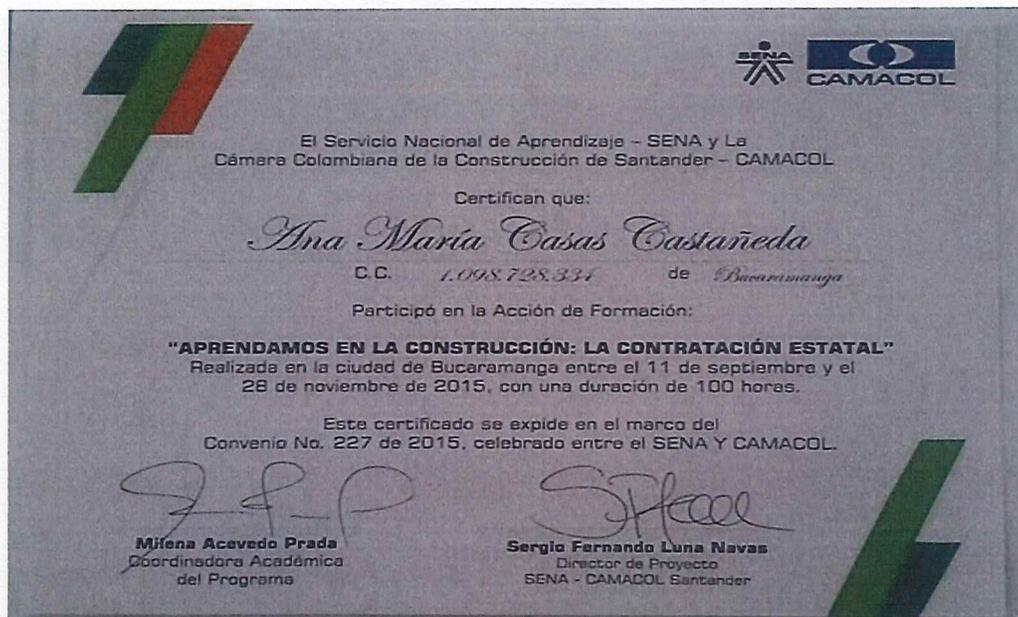 SENA
CAMACOL
El Servicio Nacional de Aprendizaje – SENA y La
Cámara Colombiana de la Construcción de Santander – CAMACOL
Certifican que:
Ana María Casas Castañeda
C.C. 1.098.728.334 de Bucaramanga
Participó en la Acción de Formación:
"APRENDAMOS EN LA CONSTRUCCIÓN: LA CONTRATACIÓN ESTATAL"
Realizada en la ciudad de Bucaramanga entre el 11 de septiembre y el
28 de noviembre de 2015, con una duración de 100 horas.
Este certificado se expide en el marco del
Convenio No. 227 de 2015, celebrado entre el SENA Y CAMACOL.
Milena Acevedo Prada
Coordinadora Académica
del Programa
Sergio Fernando Luna Navas
Director de Proyecto
SENA - CAMACOL Santander